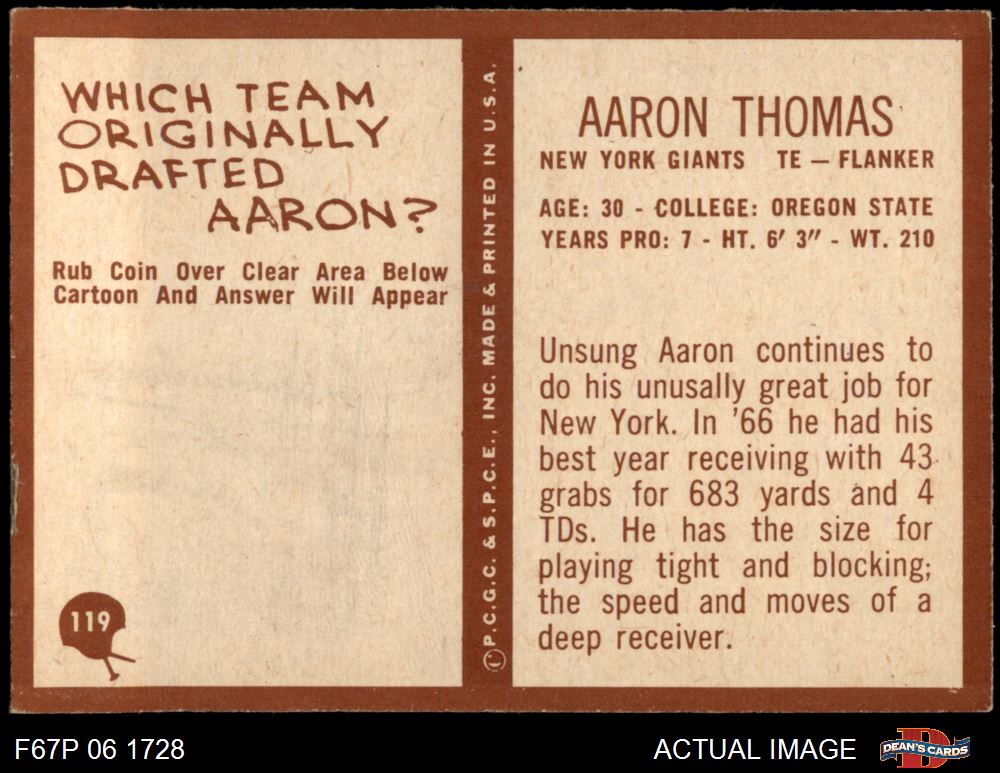 WHICH TEAM
ORIGINALLY
DRAFTED
AARON?
Rub Coin Over Clear Area Below
Cartoon And Answer Will Appear
119
Ⓒ P.C.G.C. & S.P.C.E., INC. MADE & PRINTED IN U.S.A.
AARON THOMAS
NEW YORK GIANTS TE — FLANKER
AGE: 30 - COLLEGE: OREGON STATE
YEARS PRO: 7 - HT. 6' 3" - WT. 210
Unsung Aaron continues to
do his unusually great job for
New York. In '66 he had his
best year receiving with 43
grabs for 683 yards and 4
TDs. He has the size for
playing tight and blocking;
the speed and moves of a
deep receiver.
F67P 06 1728
ACTUAL IMAGE
DEAN'S CARDS